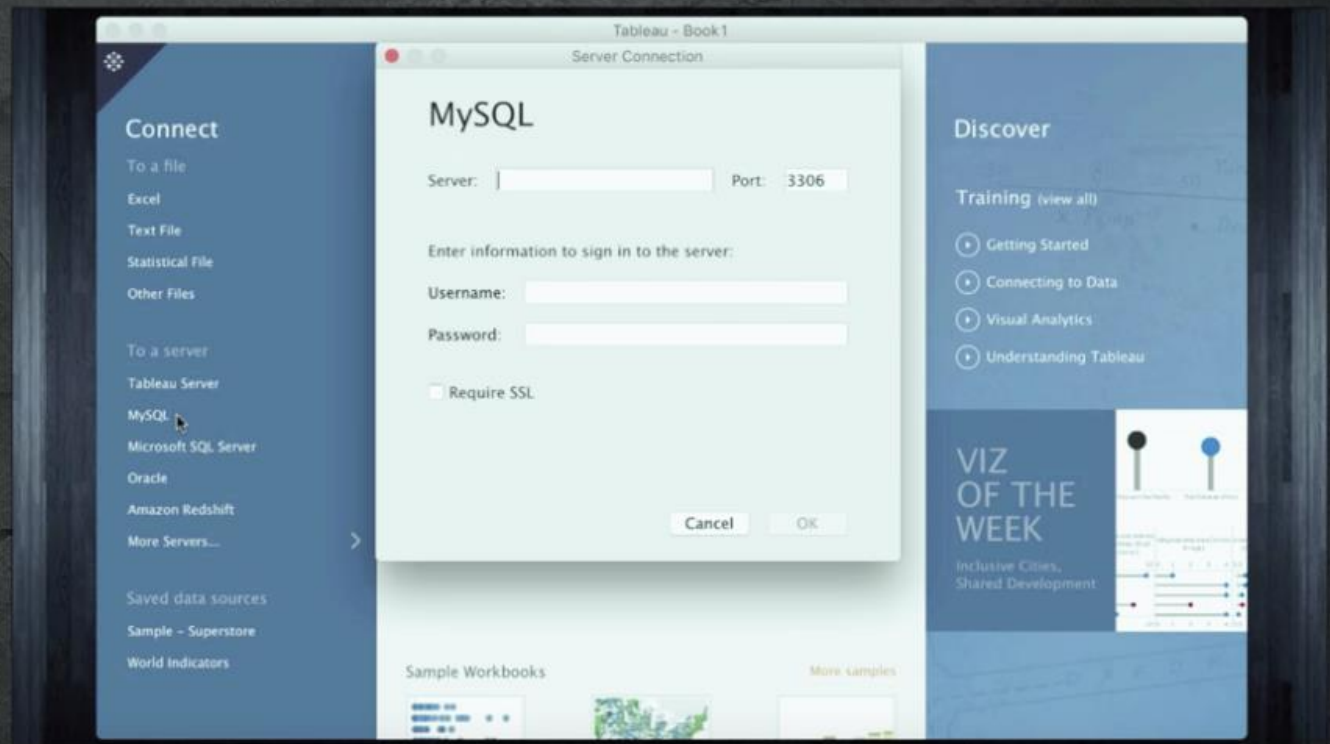 Tableau - Book1
Server Connection
Connect
To a file
Excel
Text File
Statistical File
Other Files
To a server
Tableau Server
MySQL
Microsoft SQL Server
Oracle
Amazon Redshift
More Servers...
Saved data sources
Sample - Superstore
World Indicators
MySQL
Server:
Port: 3306
Enter information to sign in to the server:
Username:
Password:
Require SSL
Cancel
OK
Sample Workbooks
More samples
Discover
Training (view all)
Getting Started
Connecting to Data
Visual Analytics
Understanding Tableau
VIZ
OF THE
WEEK
Inclusive Cities,
Shared Development